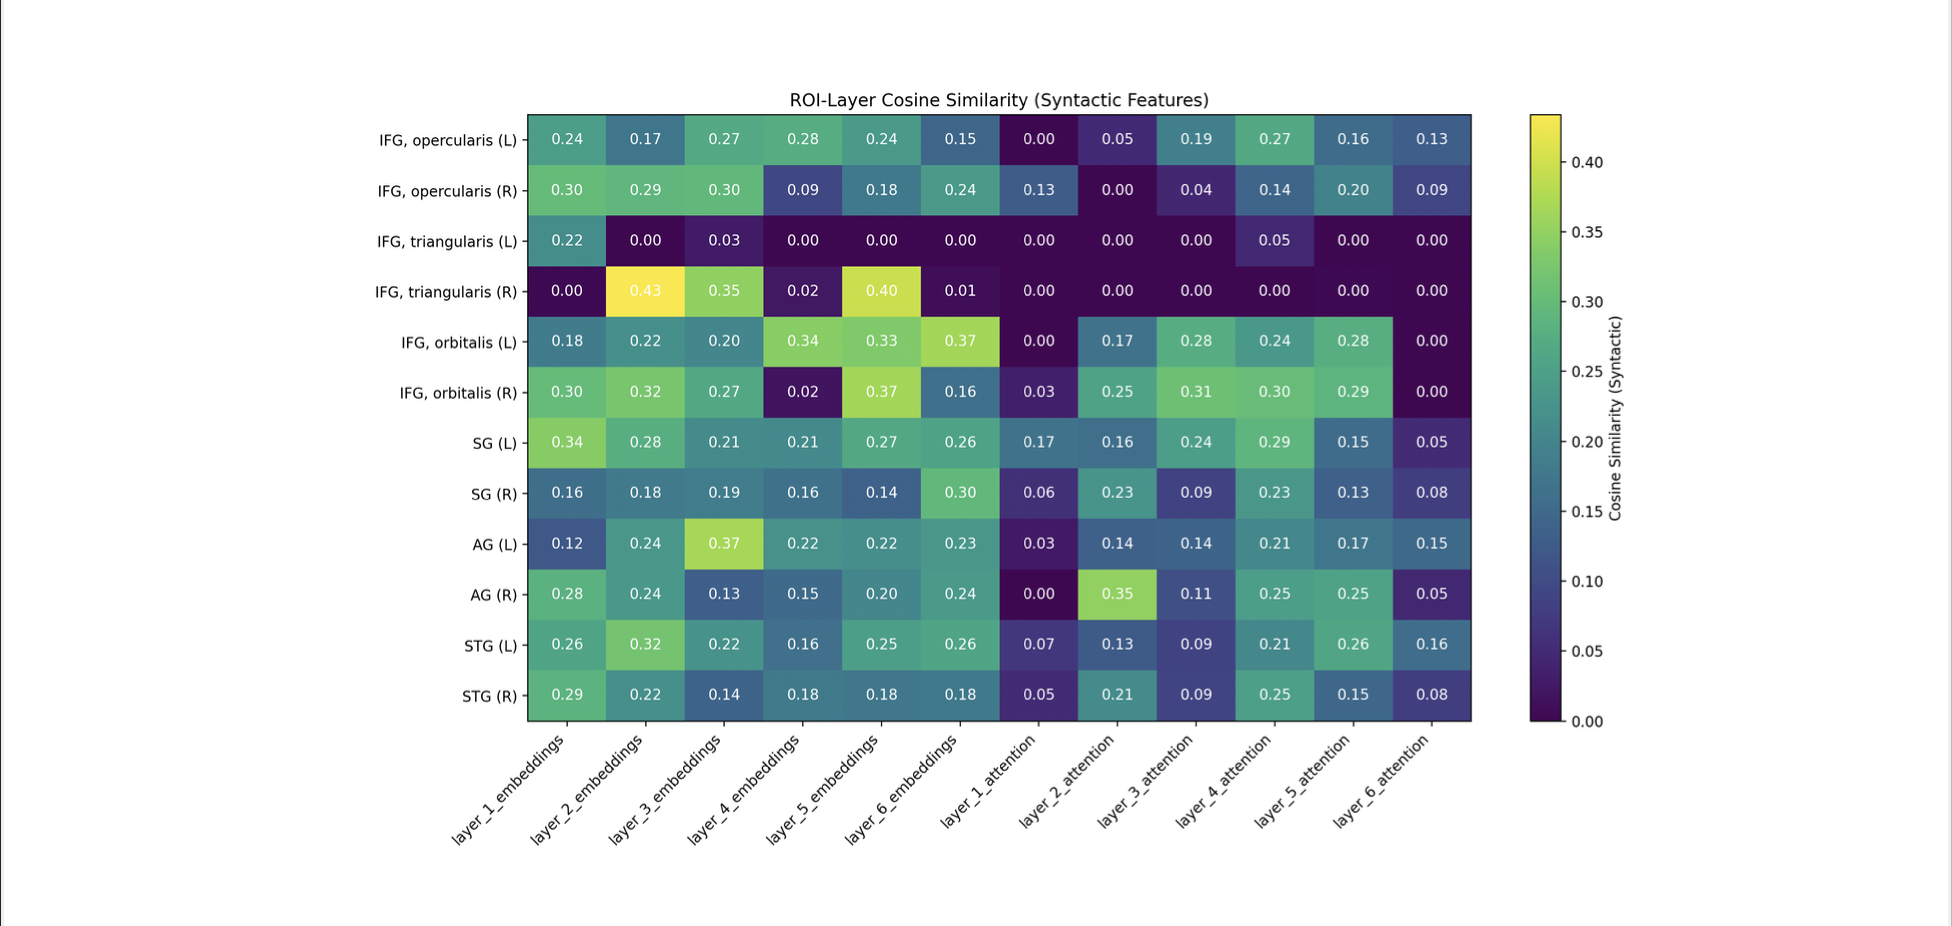 ROI-Layer Cosine Similarity (Syntactic Features)
IFG, opercularis (L) 0.24 0.17 0.27 0.28 0.24 0.15 0.00 0.05 0.19 0.27 0.16 0.13
IFG, opercularis (R) 0.30 0.29 0.30 0.09 0.18 0.24 0.13 0.00 0.04 0.14 0.20 0.09
IFG, triangularis (L) 0.22 0.00 0.03 0.00 0.00 0.00 0.00 0.00 0.00 0.05 0.00 0.00
IFG, triangularis (R) 0.00 0.43 0.35 0.02 0.40 0.01 0.00 0.00 0.00 0.00 0.00 0.00
IFG, orbitalis (L) 0.18 0.22 0.20 0.34 0.33 0.37 0.00 0.17 0.28 0.24 0.28 0.00
IFG, orbitalis (R) 0.30 0.32 0.27 0.02 0.37 0.16 0.03 0.25 0.31 0.30 0.29 0.00
SG (L) 0.34 0.28 0.21 0.21 0.27 0.26 0.17 0.16 0.24 0.29 0.15 0.05
SG (R) 0.16 0.18 0.19 0.16 0.14 0.30 0.06 0.23 0.09 0.23 0.13 0.08
AG (L) 0.12 0.24 0.37 0.22 0.22 0.23 0.03 0.14 0.14 0.21 0.17 0.15
AG (R) 0.28 0.24 0.13 0.15 0.20 0.24 0.00 0.35 0.11 0.25 0.25 0.05
STG (L) 0.26 0.32 0.22 0.16 0.25 0.26 0.07 0.13 0.09 0.21 0.26 0.16
STG (R) 0.29 0.22 0.14 0.18 0.18 0.18 0.05 0.21 0.09 0.25 0.15 0.08
layer_1_embeddings
layer_2_embeddings
layer_3_embeddings
layer_4_embeddings
layer_5_embeddings
layer_6_embeddings
layer_1_attention
layer_2_attention
layer_3_attention
layer_4_attention
layer_5_attention
layer_6_attention
0.40
0.35
0.30
0.25
0.20
0.15
0.10
0.05
0.00
Cosine Similarity (Syntactic)